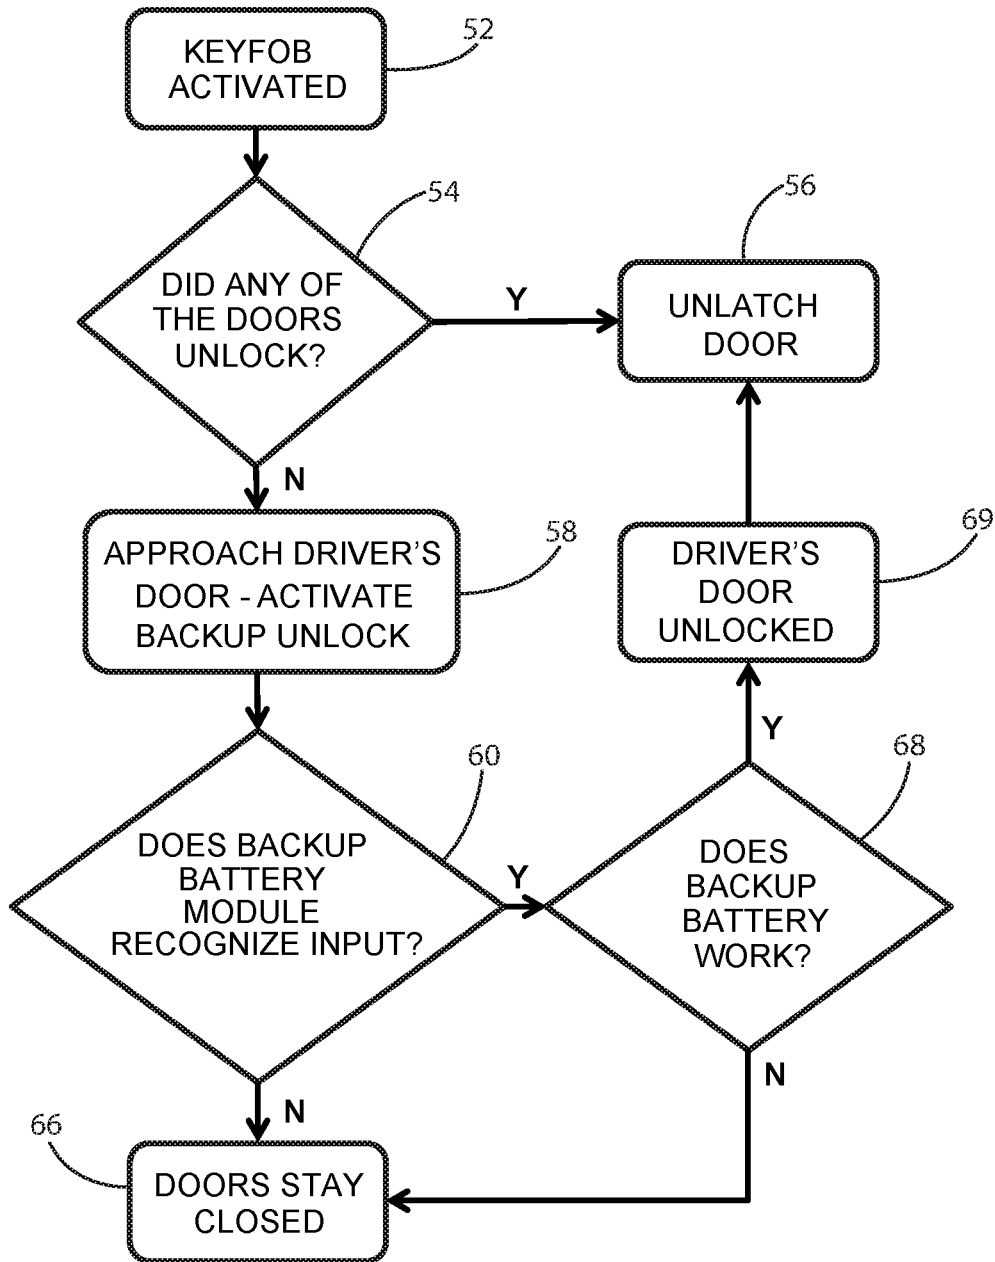 KEYFOB
ACTIVATED
52
DID ANY OF
THE DOORS
UNLOCK?
54
Y
UNLATCH
DOOR
56
N
APPROACH DRIVER'S
DOOR - ACTIVATE
BACKUP UNLOCK
58
DRIVER'S
DOOR
UNLOCKED
69
Y
DOES BACKUP
BATTERY
MODULE
RECOGNIZE INPUT?
60
Y
DOES
BACKUP
BATTERY
WORK?
68
N
N
DOORS STAY
CLOSED
66